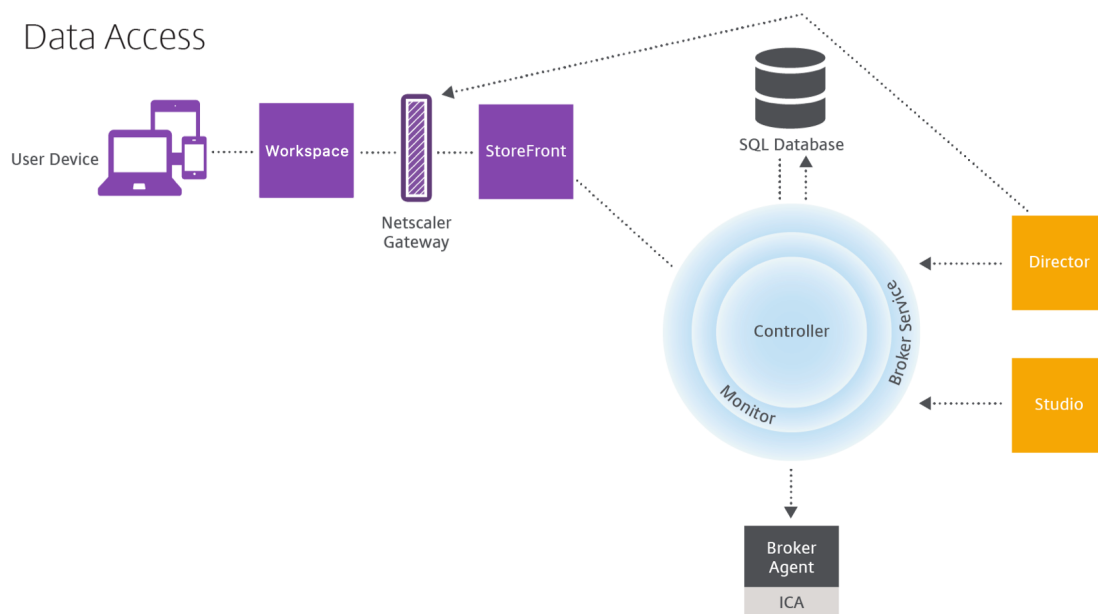 Data Access
User Device
Workspace
Netscaler
Gateway
StoreFront
SQL Database
Controller
Monitor
Broker Service
Director
Studio
Broker
Agent
ICA